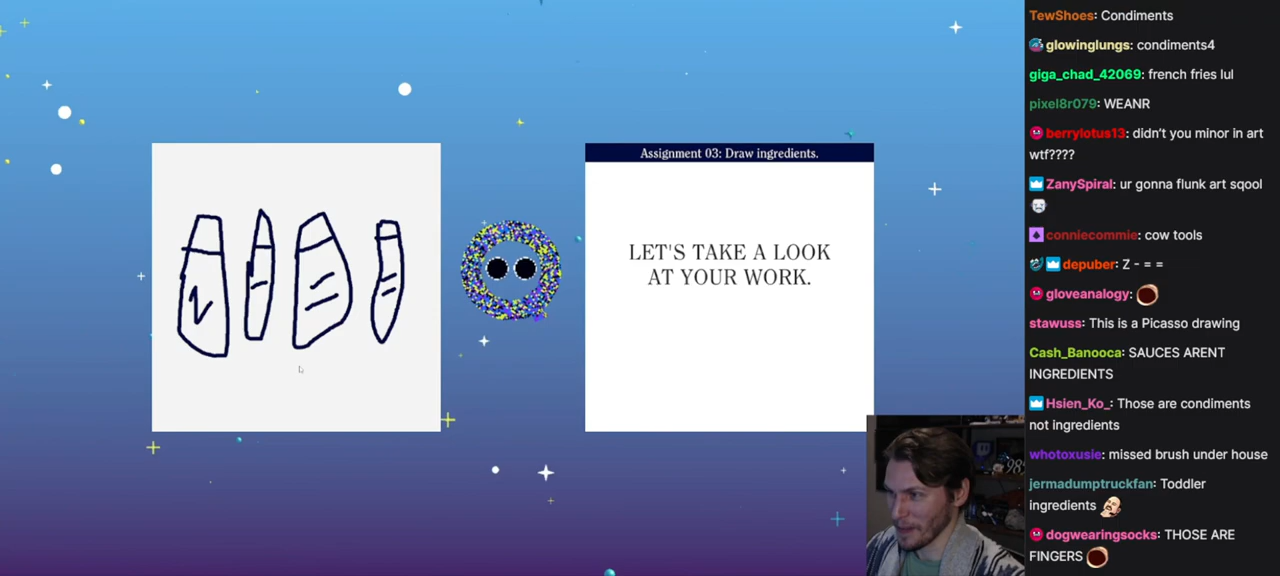 Assignment 03: Draw ingredients.
LET'S TAKE A LOOK
AT YOUR WORK.
TewShoes: Condiments
glowinglungs: condiments4
giga_chad_42069: french fries lul
pixel8r079: WEANR
berrylotus13: didn't you minor in art
wtf????
ZanySpiral: ur gonna flunk art sqool
conniecommie: cow tools
depuber: Z - = =
gloveanalogy:
stawuss: This is a Picasso drawing
Cash_Banooca: SAUCES ARENT
INGREDIENTS
Hsien_Ko_: Those are condiments
not ingredients
whotoxusie: missed brush under house
jermadumptruckfan: Toddler
ingredients
dogwearingsocks: THOSE ARE
FINGERS